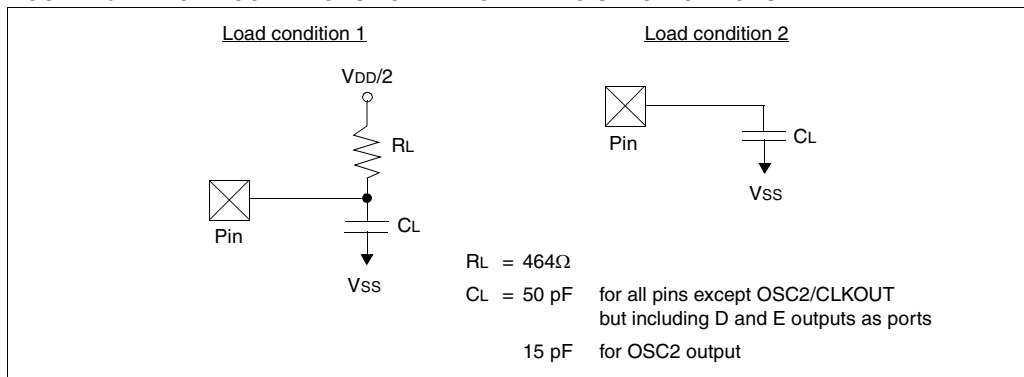 Load condition 1
Load condition 2
VDD/2
RL
CL
Pin
VSS
CL
Pin
VSS
RL = 464Ω
CL = 50 pF for all pins except OSC2/CLKOUT
but including D and E outputs as ports
15 pF for OSC2 output